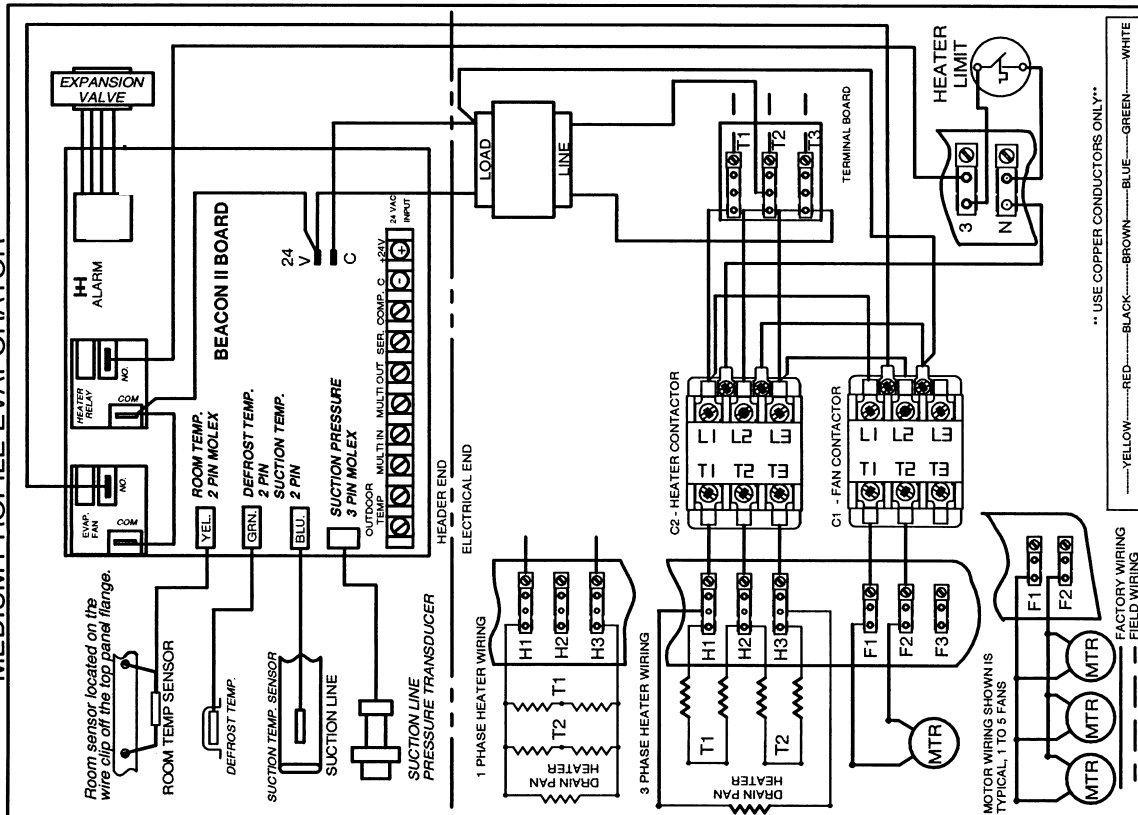 MEDIUM PROFILE EVAPORATOR
EXPANSION
VALVE
ALARM
HEATER
RELAY
NO.
COM
EVAP.
FAN
NO.
COM
BEACON II BOARD
24
V
C
24 VAC
INPUT
+24V
C
COMP.
SER.
MULTI OUT
MULTI IN
OUTDOOR
TEMP
+
-
YEL.
ROOM TEMP.
2 PIN MOLEX
GRN.
DEFROST TEMP.
2 PIN
BLU.
SUCTION TEMP.
2 PIN
SUCTION PRESSURE
3 PIN MOLEX
Room sensor located on the
wire clip off the top panel flange.
ROOM TEMP SENSOR
DEFROST TEMP.
SUCTION TEMP. SENSOR
SUCTION LINE
SUCTION LINE
PRESSURE TRANSDUCER
HEADER END
ELECTRICAL END
LOAD
LINE
T1
T2
T3
TERMINAL BOARD
HEATER
LIMIT
3
N
C2 - HEATER CONTACTOR
L1 L2 L3
T1 T2 T3
C1 - FAN CONTACTOR
L1 L2 L3
T1 T2 T3
1 PHASE HEATER WIRING
H1
H2
H3
T1
T2
DRAIN PAN
HEATER
3 PHASE HEATER WIRING
H1
H2
H3
T1
T2
DRAIN PAN
HEATER
F1
F2
F3
MTR
MOTOR WIRING SHOWN IS
TYPICAL, 1 TO 5 FANS
F1
F2
MTR
MTR
MTR
FACTORY WIRING
FIELD WIRING
** USE COPPER CONDUCTORS ONLY**
YELLOW RED BLACK BROWN BLUE GREEN WHITE